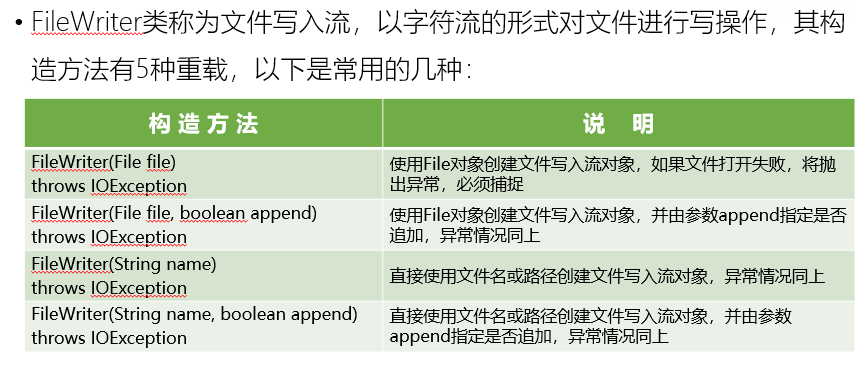 • FileWriter类称为文件写入流，以字符流的形式对文件进行写操作，其构
造方法有5种重载，以下是常用的几种：
构 造 方 法
说 明
FileWriter(File file)
throws IOException
使用File对象创建文件写入流对象，如果文件打开失败，将抛
出异常，必须捕捉
FileWriter(File file, boolean append)
throws IOException
使用File对象创建文件写入流对象，并由参数append指定是否
追加，异常情况同上
FileWriter(String name)
throws IOException
直接使用文件名或路径创建文件写入流对象，异常情况同上
FileWriter(String name, boolean append)
throws IOException
直接使用文件名或路径创建文件写入流对象，并由参数
append指定是否追加，异常情况同上